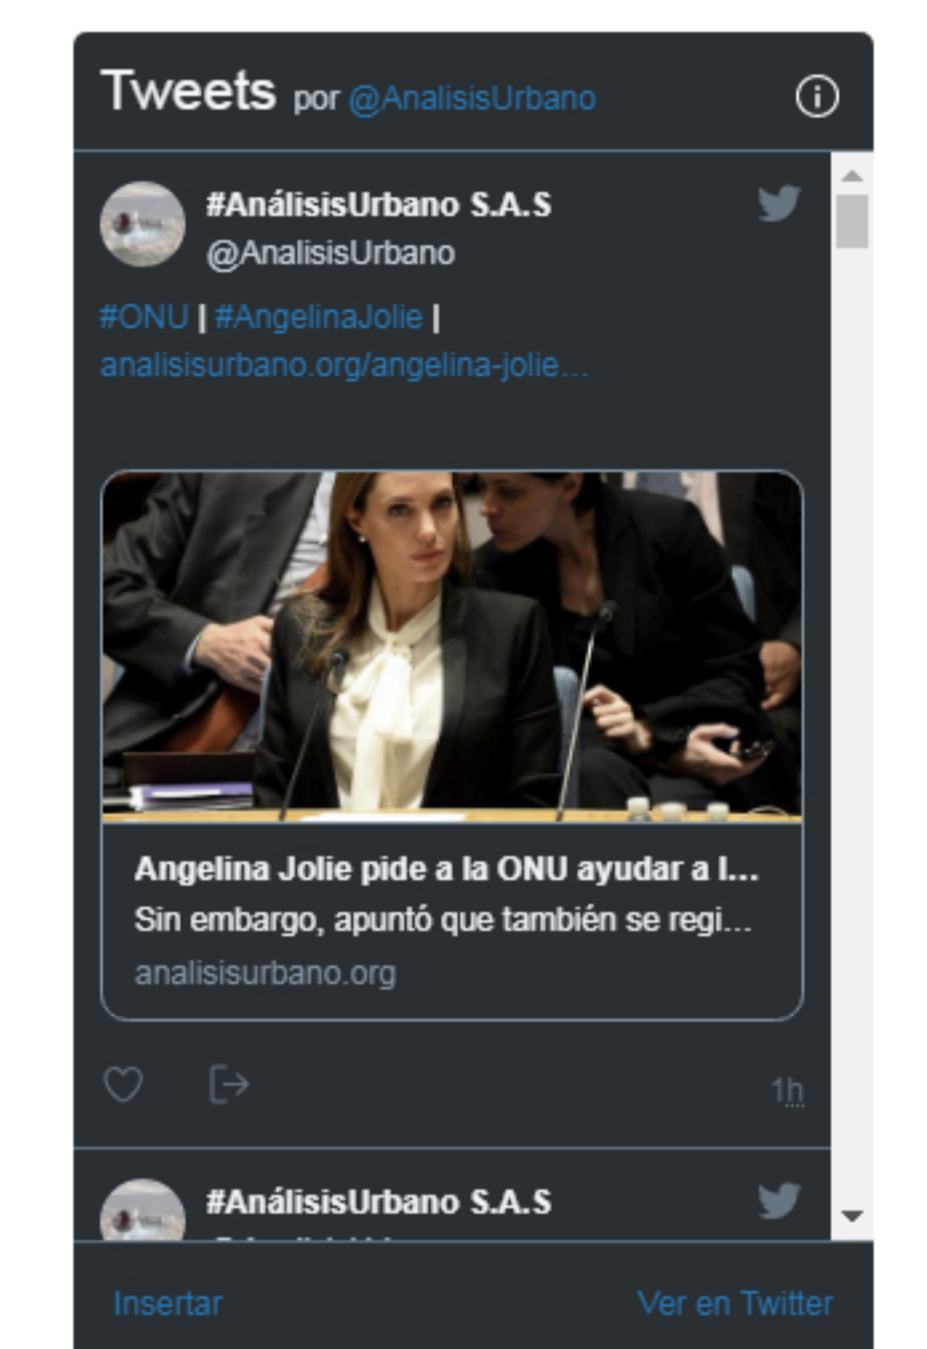 Tweets por @AnalisisUrbano
#AnálisisUrbano S.A.S
@AnalisisUrbano
#ONU | #AngelinaJolie |
analisisurbano.org/angelina-jolie...
Angelina Jolie pide a la ONU ayudar a l...
Sin embargo, apuntó que también se regi...
analisisurbano.org
1h
#AnálisisUrbano S.A.S
Insertar
Ver en Twitter